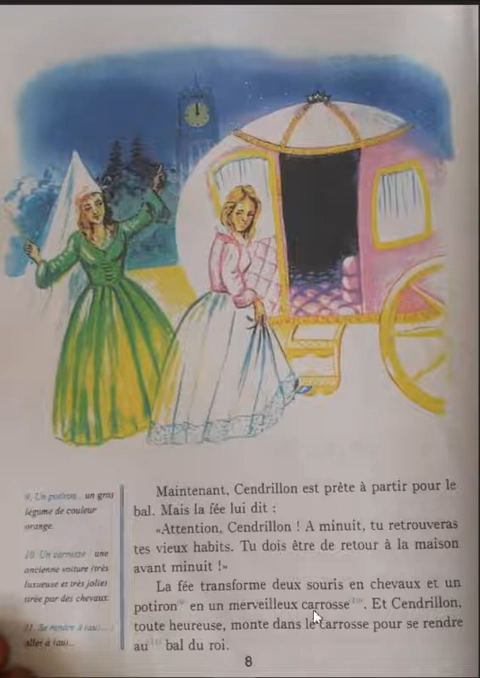 Maintenant, Cendrillon est prête à partir pour le
bal. Mais la fée lui dit :
«Attention, Cendrillon ! A minuit, tu retrouveras
tes vieux habits. Tu dois être de retour à la maison
avant minuit !»
La fée transforme deux souris en chevaux et un
potiron⁹ en un merveilleux carrosse¹⁰. Et Cendrillon,
toute heureuse, monte dans le carrosse pour se rendre
au¹¹ bal du roi.
9. Un potiron : un gros
légume de couleur
orange.
10. Un carrosse : une
ancienne voiture (très
luxueuse et très jolie)
tirée par des chevaux.
11. Se rendre à (au)... :
aller à (au)...
8